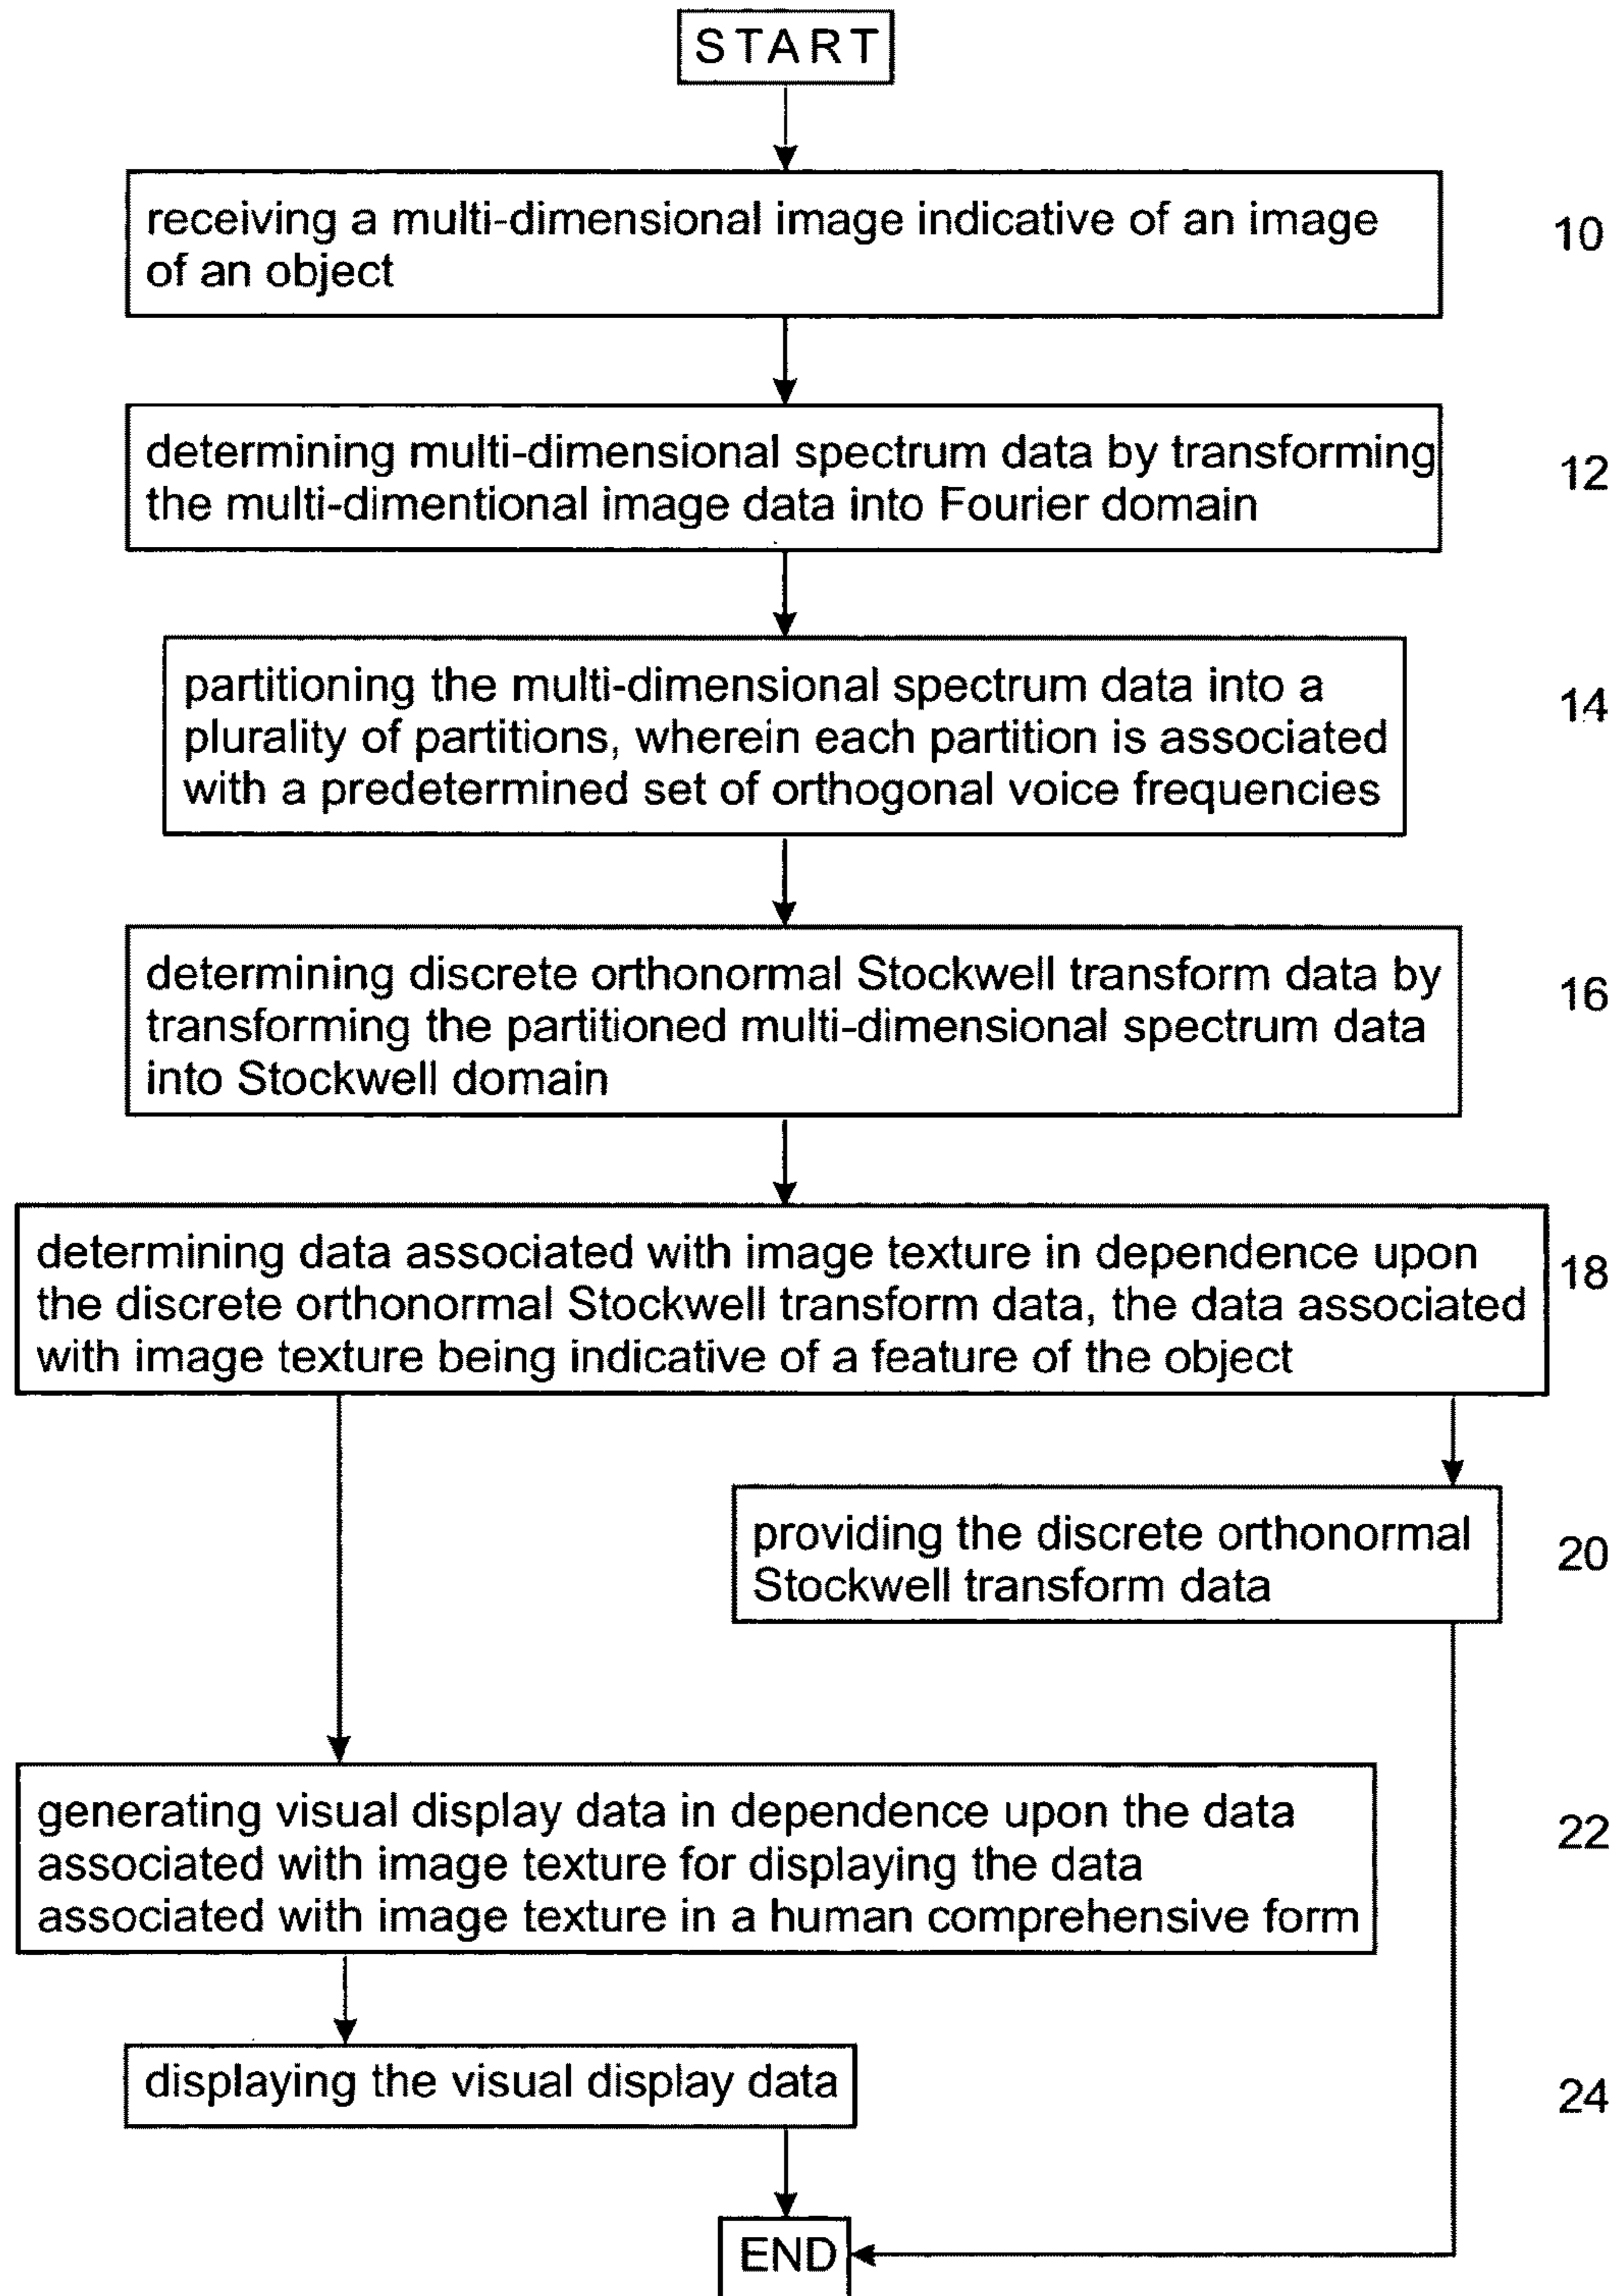 START
receiving a multi-dimensional image indicative of an image
of an object
10
determining multi-dimensional spectrum data by transforming
the multi-dimentional image data into Fourier domain
12
partitioning the multi-dimensional spectrum data into a
plurality of partitions, wherein each partition is associated
with a predetermined set of orthogonal voice frequencies
14
determining discrete orthonormal Stockwell transform data by
transforming the partitioned multi-dimensional spectrum data
into Stockwell domain
16
determining data associated with image texture in dependence upon
the discrete orthonormal Stockwell transform data, the data associated
with image texture being indicative of a feature of the object
18
providing the discrete orthonormal
Stockwell transform data
20
generating visual display data in dependence upon the data
associated with image texture for displaying the data
associated with image texture in a human comprehensive form
22
displaying the visual display data
24
END